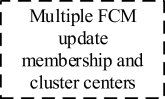 Multiple FCM
update
membership and
cluster centers